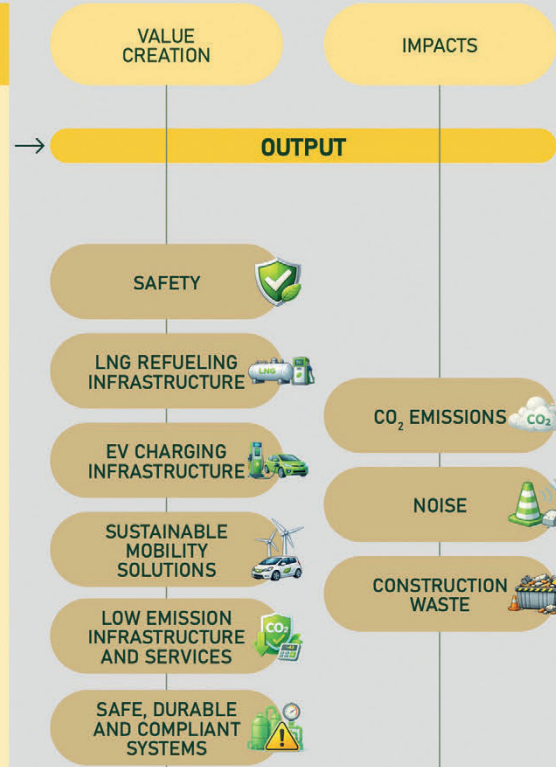 VALUE
CREATION
IMPACTS
OUTPUT
SAFETY
LNG REFUELING
INFRASTRUCTURE
LNG
EV CHARGING
INFRASTRUCTURE
SUSTAINABLE
MOBILITY
SOLUTIONS
LOW EMISSION
INFRASTRUCTURE
AND SERVICES
CO₂
SAFE, DURABLE
AND COMPLIANT
SYSTEMS
CO₂ EMISSIONS
CO₂
NOISE
CONSTRUCTION
WASTE